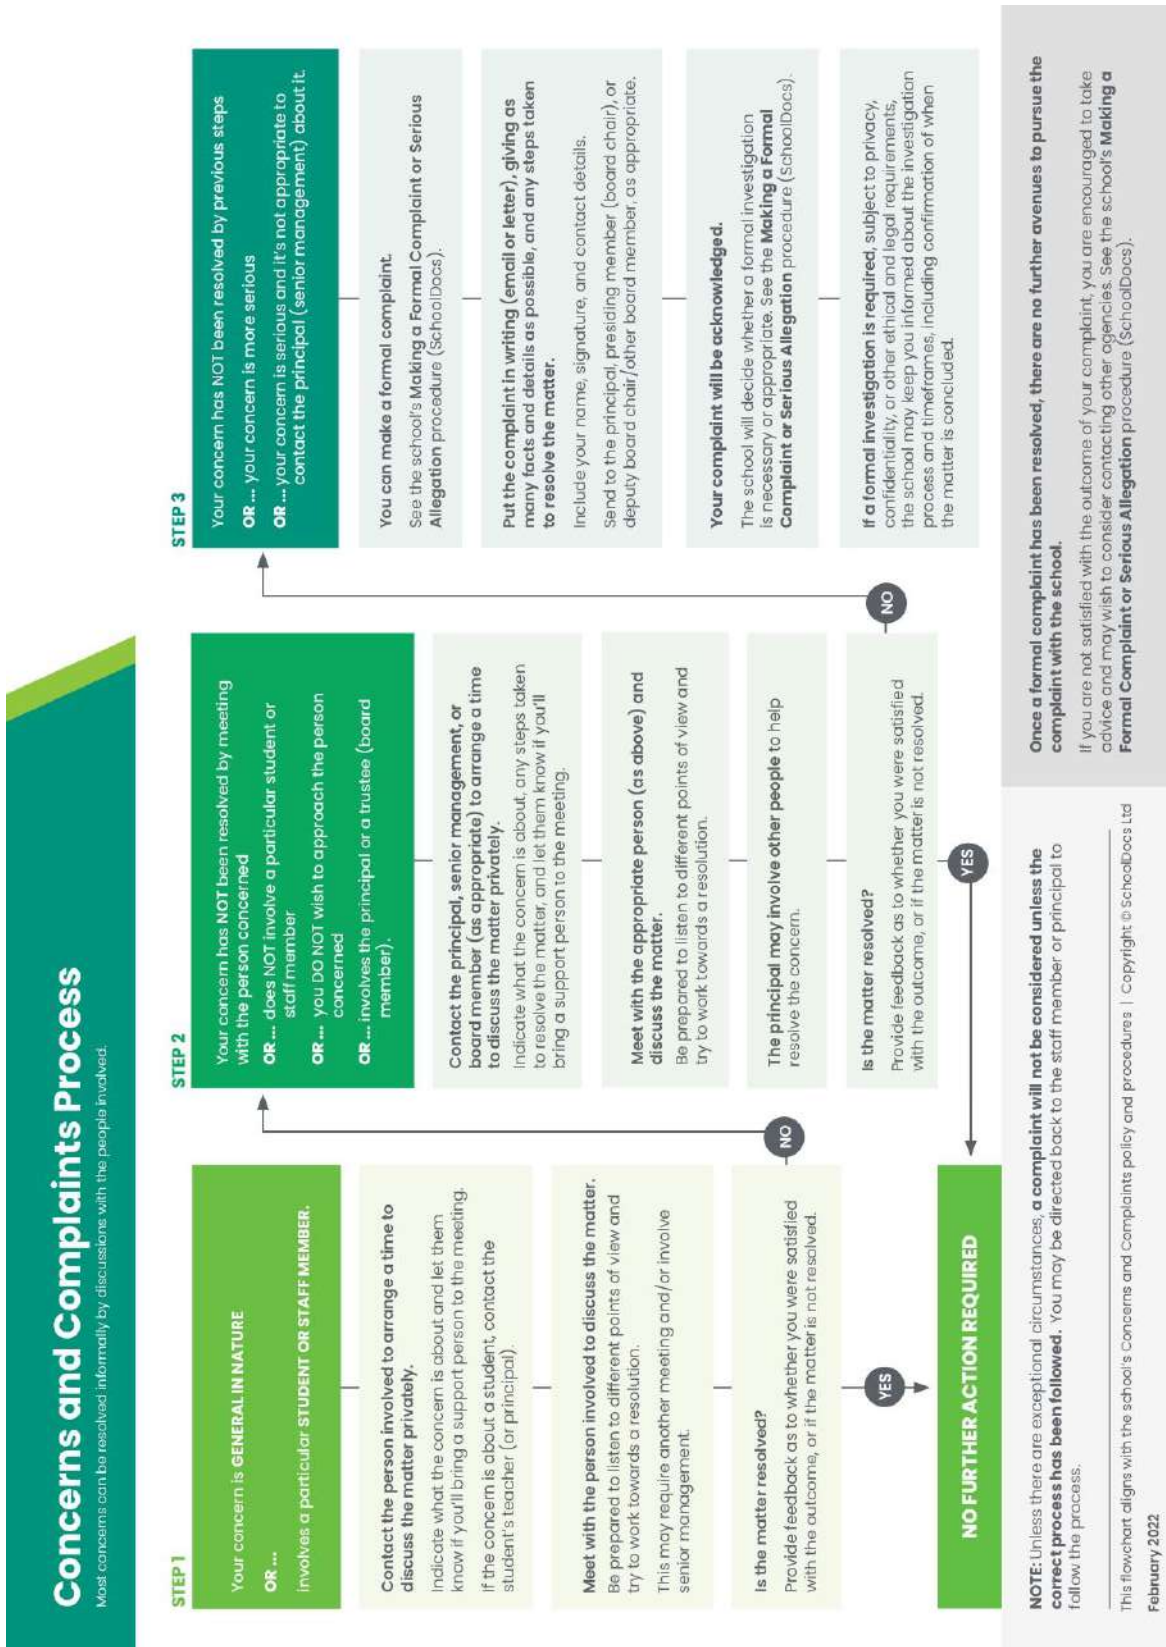 Concerns and Complaints Process
Most concerns can be resolved informally by discussions with the people involved.
STEP 1
Your concern is GENERAL IN NATURE
OR...
involves a particular STUDENT OR STAFF MEMBER.
Contact the person involved to arrange a time to
discuss the matter privately.
Indicate what the concern is about and let them
know if you'll bring a support person to the meeting.
If the concern is about a student, contact the
student's teacher (or principal).
Meet with the person involved to discuss the matter.
Be prepared to listen to different points of view and
try to work towards a resolution.
This may require another meeting and/or involve
senior management.
Is the matter resolved?
Provide feedback as to whether you were satisfied
with the outcome, or if the matter is not resolved.
NO
YES
NO FURTHER ACTION REQUIRED
STEP 2
Your concern has NOT been resolved by meeting
with the person concerned
OR... does NOT involve a particular student or
staff member
OR... you DO NOT wish to approach the person
concerned
OR... involves the principal or a trustee (board
member).
Contact the principal, senior management, or
board member (as appropriate) to arrange a time
to discuss the matter privately.
Indicate what the concern is about, any steps taken
to resolve the matter, and let them know if you'll
bring a support person to the meeting.
Meet with the appropriate person (as above) and
discuss the matter.
Be prepared to listen to different points of view and
try to work towards a resolution.
The principal may involve other people to help
resolve the concern.
Is the matter resolved?
Provide feedback as to whether you were satisfied
with the outcome, or if the matter is not resolved.
NO
YES
STEP 3
Your concern has NOT been resolved by previous steps
OR... your concern is more serious
OR... your concern is serious and it's not appropriate to
contact the principal (senior management) about it.
You can make a formal complaint.
See the school's Making a Formal Complaint or Serious
Allegation procedure (SchoolDocs).
Put the complaint in writing (email or letter), giving as
many facts and details as possible, and any steps taken
to resolve the matter.
Include your name, signature, and contact details.
Send to the principal, presiding member (board chair), or
deputy board chair/other board member, as appropriate.
Your complaint will be acknowledged.
The school will decide whether a formal investigation
is necessary or appropriate. See the Making a Formal
Complaint or Serious Allegation procedure (SchoolDocs).
If a formal investigation is required, subject to privacy,
confidentiality, or other ethical and legal requirements,
the school may keep you informed about the investigation
process and timeframes, including confirmation of when
the matter is concluded.
NOTE: Unless there are exceptional circumstances, a complaint will not be considered unless the
correct process has been followed. You may be directed back to the staff member or principal to
follow the process.
This flowchart aligns with the school's Concerns and Complaints policy and procedures | Copyright © SchoolDocs Ltd
February 2022
Once a formal complaint has been resolved, there are no further avenues to pursue the
complaint with the school.
If you are not satisfied with the outcome of your complaint, you are encouraged to take
advice and may wish to consider contacting other agencies. See the school's Making a
Formal Complaint or Serious Allegation procedure (SchoolDocs).